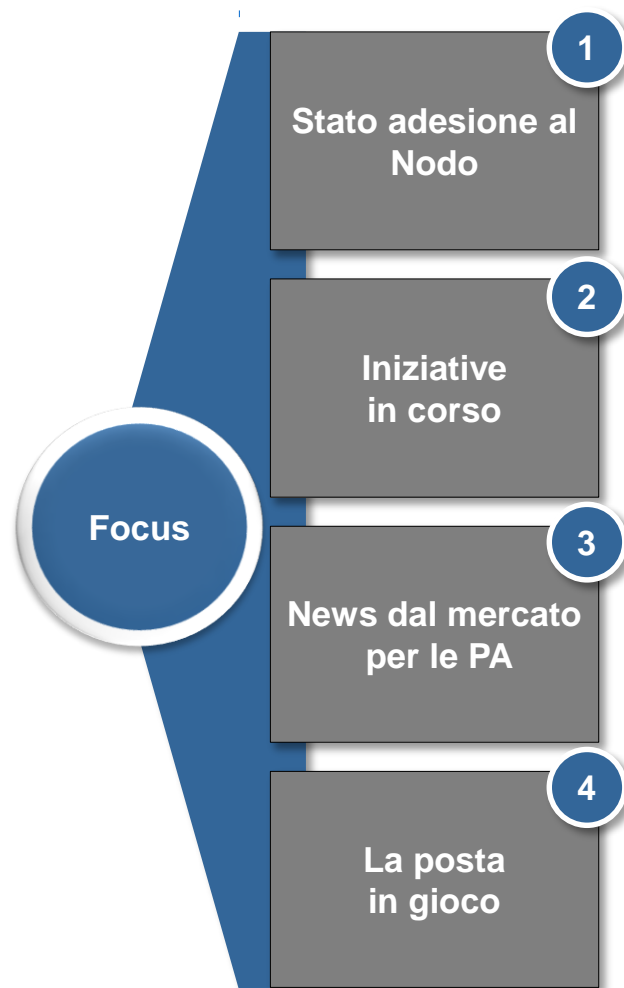 1
Stato adesione al
Nodo
2
Iniziative
in corso
Focus
3
News dal mercato
per le PA
4
La posta
in gioco